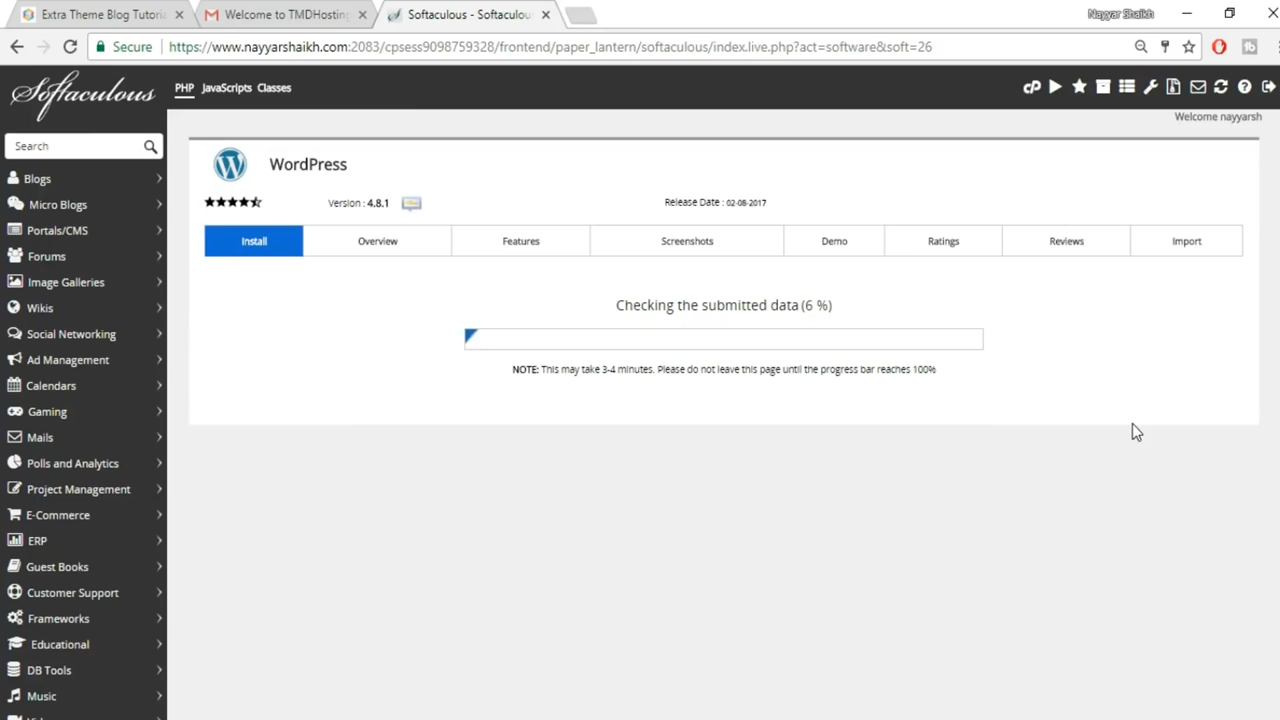 Extra Theme Blog Tutoria
Welcome to TMDHosting
Softaculous - Softaculou
Nayyar Shaikh
Secure
https://www.nayyarshaikh.com:2083/cpsess9098759328/frontend/paper_lantern/softaculous/index.live.php?act=software&soft=26
Softaculous
PHP JavaScripts Classes
cP
Welcome nayyarsh
Search
Blogs
Micro Blogs
Portals/CMS
Forums
Image Galleries
Wikis
Social Networking
Ad Management
Calendars
Gaming
Mails
Polls and Analytics
Project Management
E-Commerce
ERP
Guest Books
Customer Support
Frameworks
Educational
DB Tools
Music
WordPress
Version : 4.8.1
Release Date : 02-08-2017
Install Overview Features Screenshots Demo Ratings Reviews Import
Checking the submitted data (6 %)
NOTE: This may take 3-4 minutes. Please do not leave this page until the progress bar reaches 100%